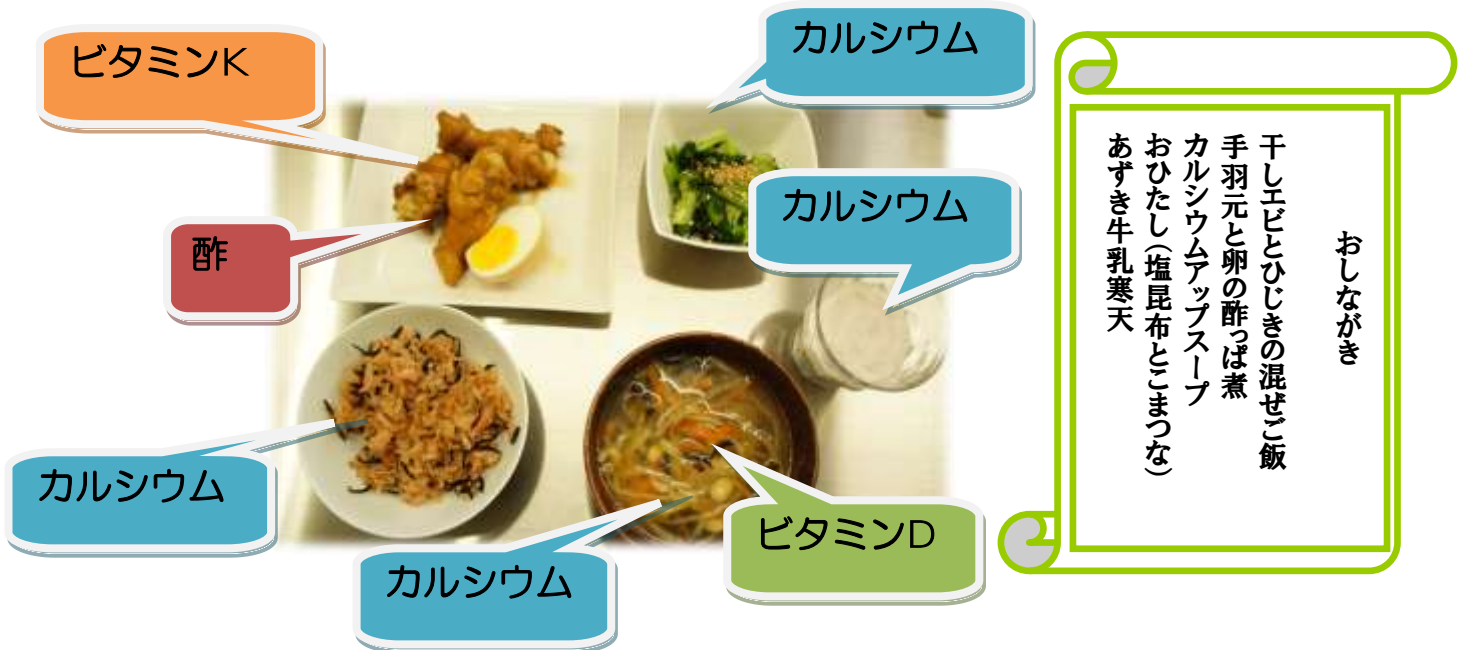 ビタミンK
カルシウム
カルシウム
酢
カルシウム
カルシウム
ビタミンD
おしながき
干しエビとひじきの混ぜご飯
手羽元と卵の酢っぱ煮
カルシウムアップスープ
おひたし(塩昆布とこまつな)
あずき牛乳寒天